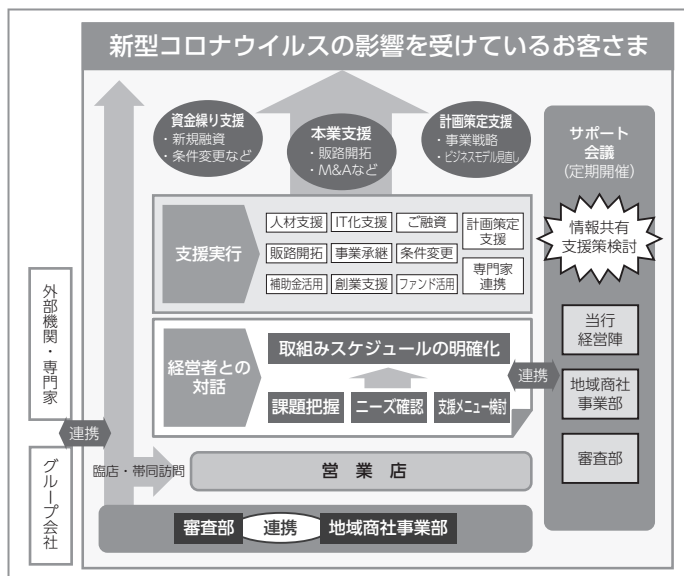 新型コロナウイルスの影響を受けているお客さま
資金繰り支援
・新規融資
・条件変更など
本業支援
・販路開拓
・M&Aなど
計画策定支援
・事業戦略
・ビジネスモデル見直し
サポート
会議
(定期開催)
情報共有
支援策検討
当行
経営陣
地域商社
事業部
審査部
支援実行
人材支援
IT化支援
ご融資
計画策定
支援
販路開拓
事業承継
条件変更
専門家
連携
補助金活用
創業支援
ファンド活用
経営者との
対話
取組みスケジュールの明確化
課題把握
ニーズ確認
支援メニュー検討
連携
外部機関・専門家
連携
グループ会社
臨店・帯同訪問
営業店
審査部
連携
地域商社事業部